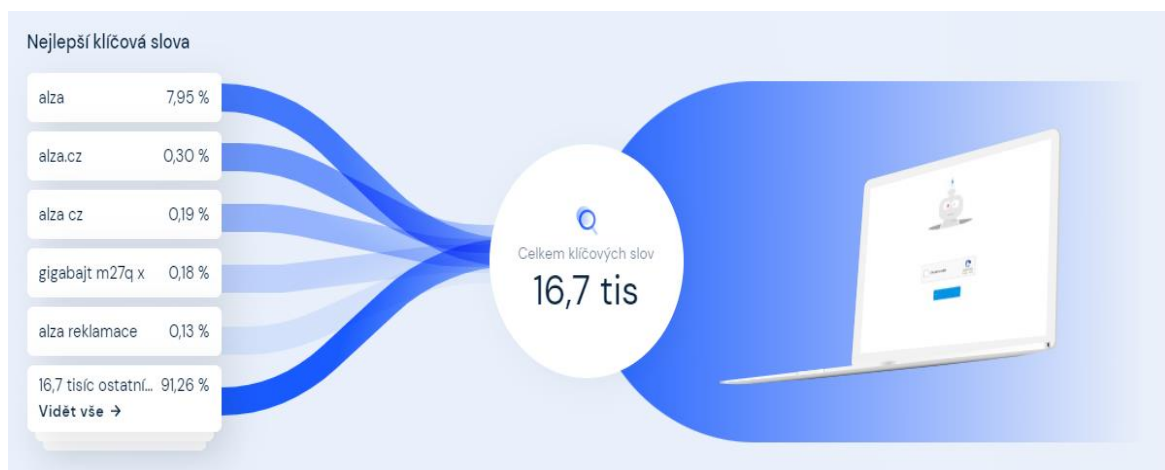 Nejlepší klíčová slova
alza 7,95 %
alza.cz 0,30 %
alza cz 0,19 %
gigabajt m27q x 0,18 %
alza reklamace 0,13 %
16,7 tisíc ostatní... 91,26 %
Vidět vše →
Celkem klíčových slov
16,7 tis